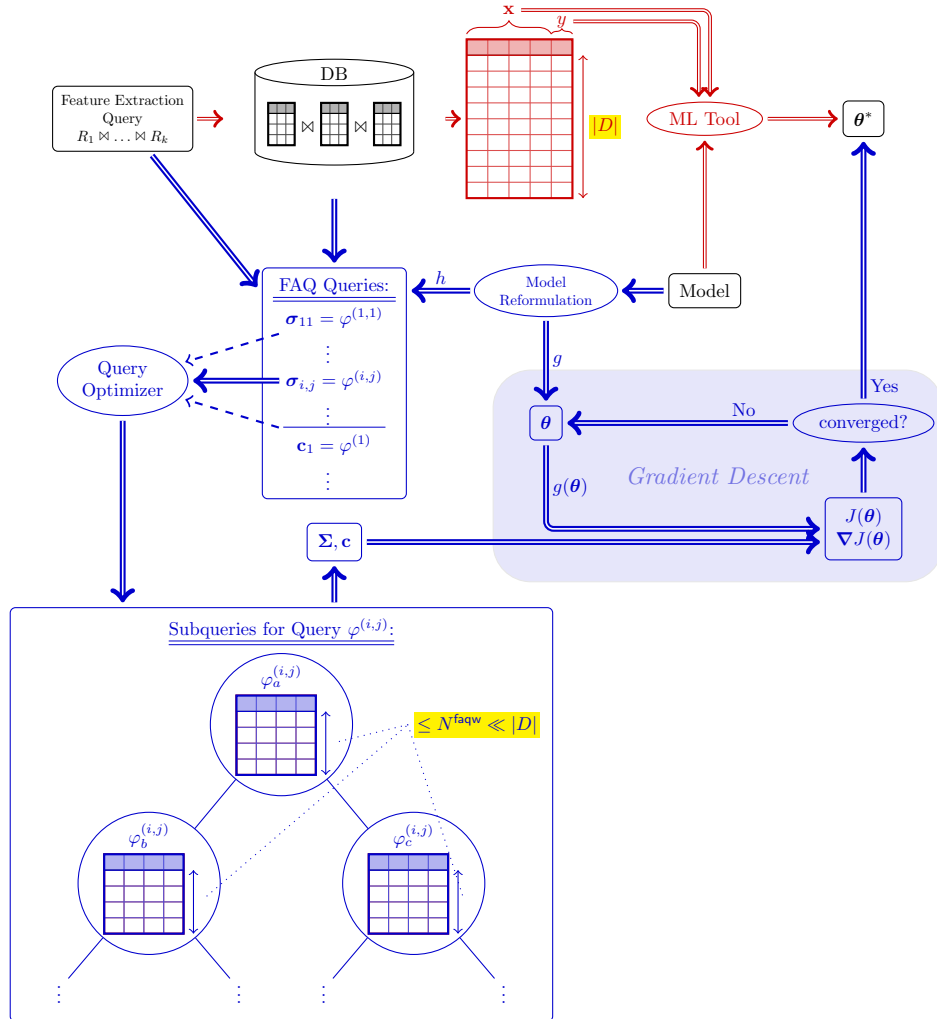 x
y
Feature Extraction
Query
R₁ ⋈ … ⋈ Rₖ
DB
⋈ ⋈
|D|
ML Tool
θ*
FAQ Queries:
σ₁₁ = φ^(1,1)
⋮
σᵢ,ⱼ = φ^(i,j)
⋮
c₁ = φ^(1)
⋮
h
Model
Reformulation
Model
g
Query
Optimizer
Yes
No
θ
converged?
Gradient Descent
g(θ)
J(θ)
∇J(θ)
Σ, c
Subqueries for Query φ^(i,j):
φ_a^(i,j)
≤ N^faqw ≪ |D|
φ_b^(i,j)
φ_c^(i,j)
⋮ ⋮ ⋮ ⋮